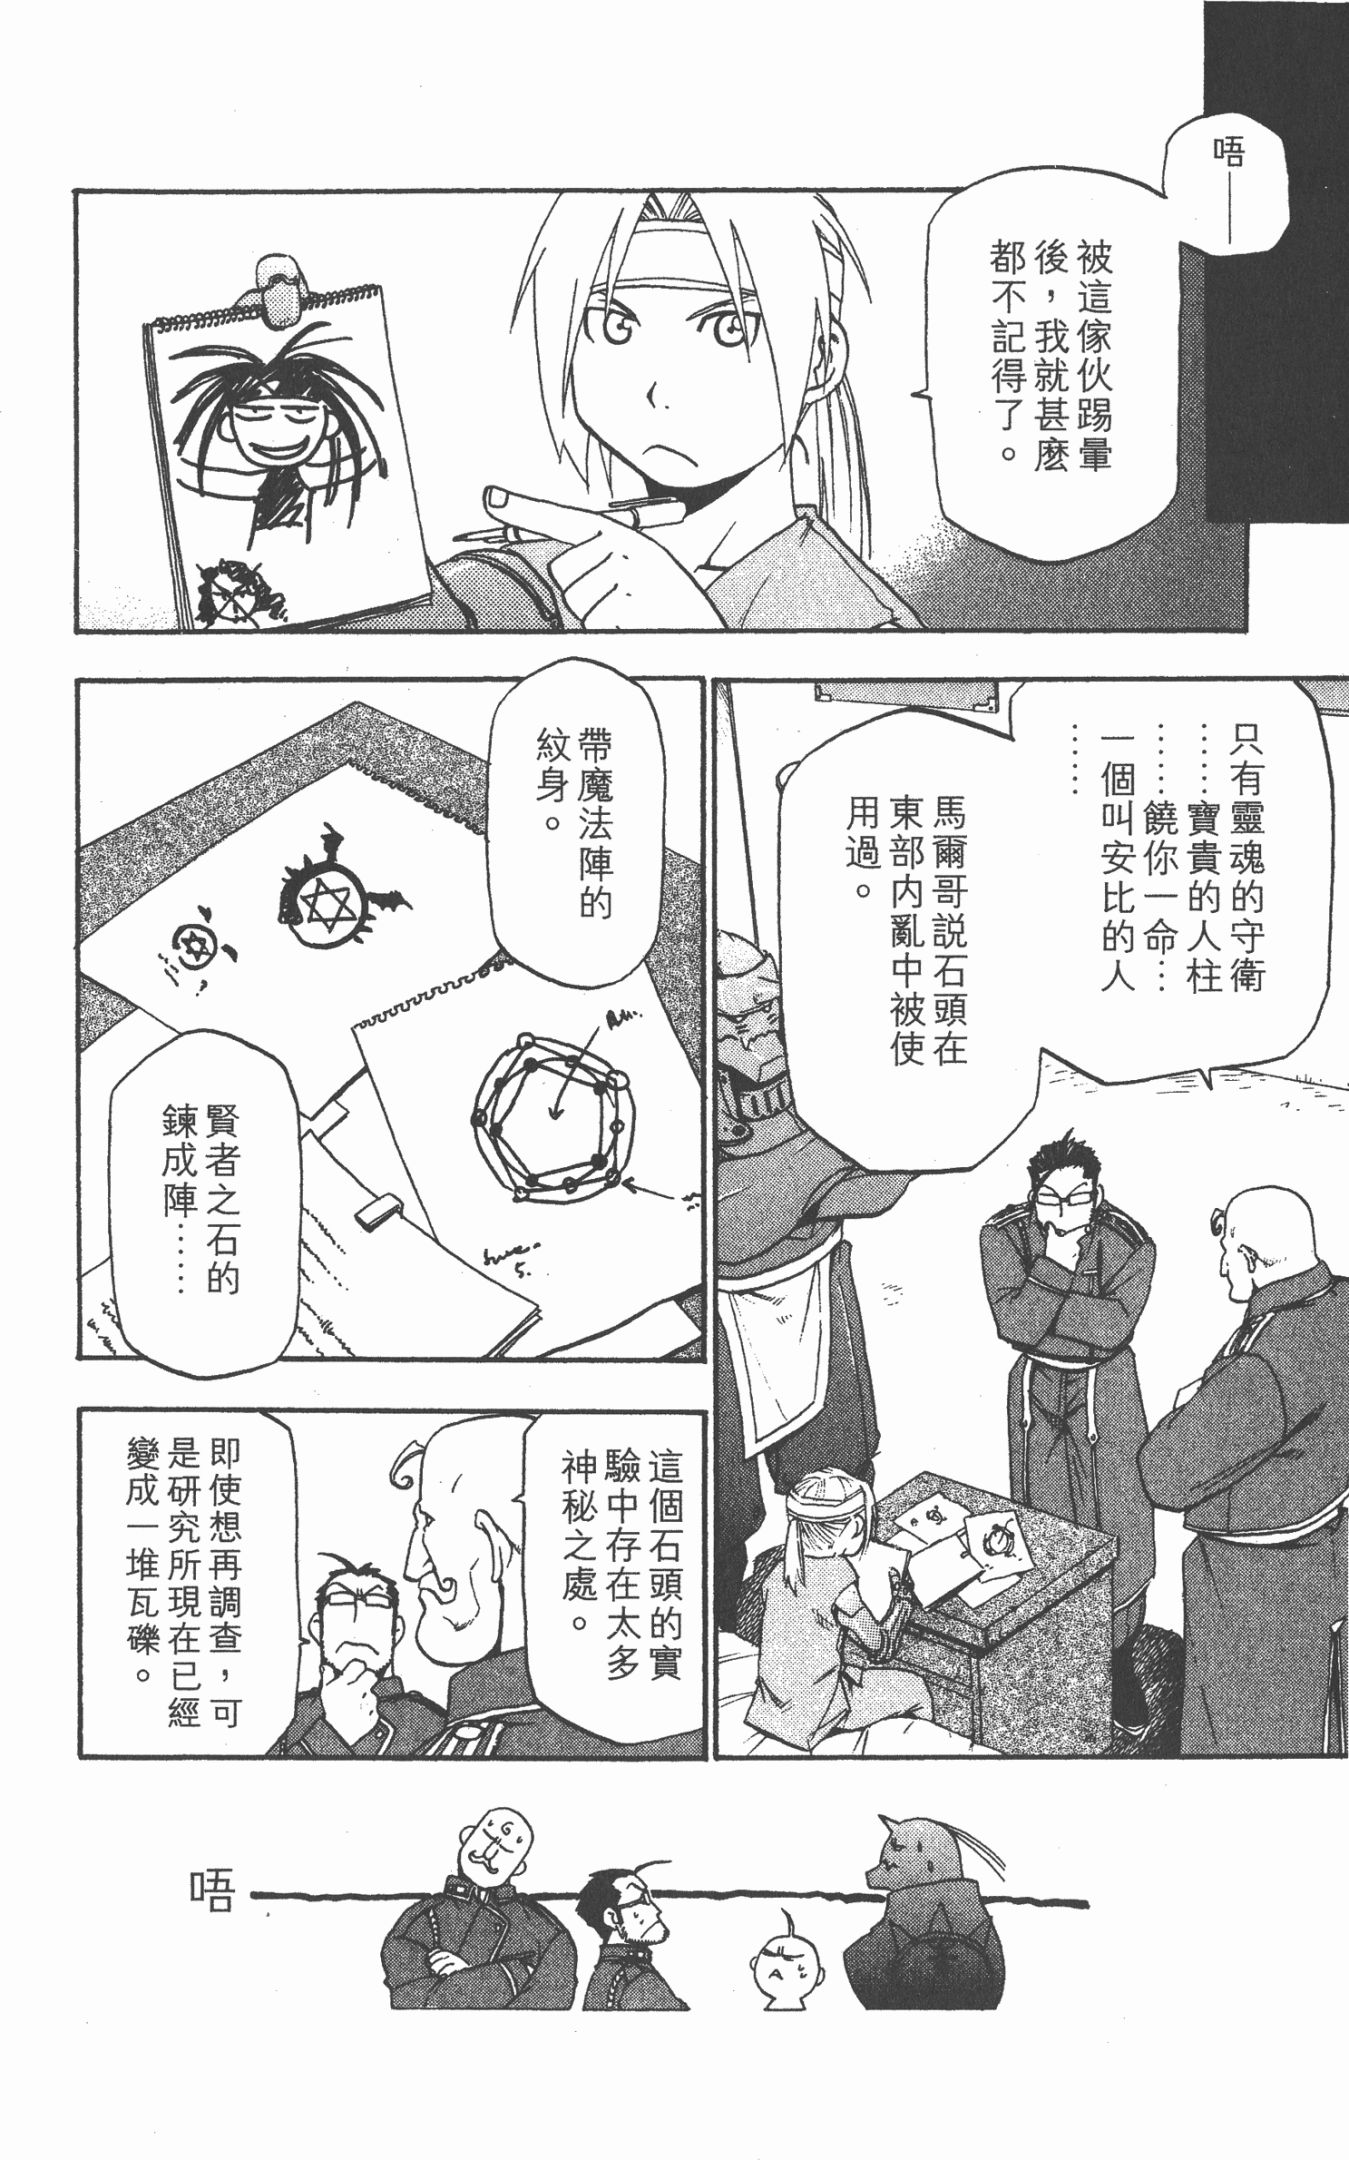 唔——
被這傢伙踢暈
後，我就甚麼
都不記得了。
只有靈魂的守衛
……寶貴的人柱
……饒你一命…
一個叫安比的人
……
馬爾哥説石頭在
東部內亂中被使
用過。
帶魔法陣的
紋身。
賢者之石的
鍊成陣……
這個石頭的實
驗中存在太多
神秘之處。
即使想再調查，可
是研究所現在已經
變成一堆瓦礫。
唔